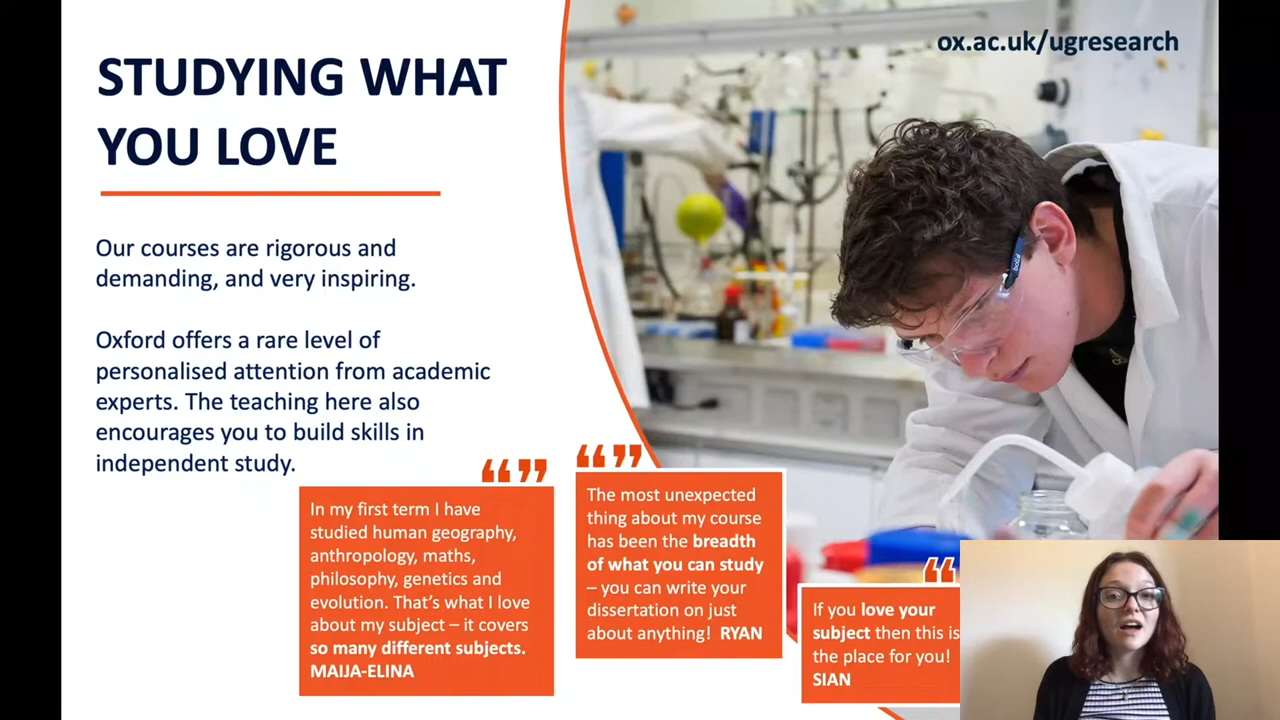 ox.ac.uk/ugresearch
STUDYING WHAT
YOU LOVE
Our courses are rigorous and
demanding, and very inspiring.
Oxford offers a rare level of
personalised attention from academic
experts. The teaching here also
encourages you to build skills in
independent study.
In my first term I have
studied human geography,
anthropology, maths,
philosophy, genetics and
evolution. That’s what I love
about my subject – it covers
so many different subjects.
MAIJA-ELINA
The most unexpected
thing about my course
has been the breadth
of what you can study
– you can write your
dissertation on just
about anything! RYAN
If you love your
subject then this is
the place for you!
SIAN
bollé